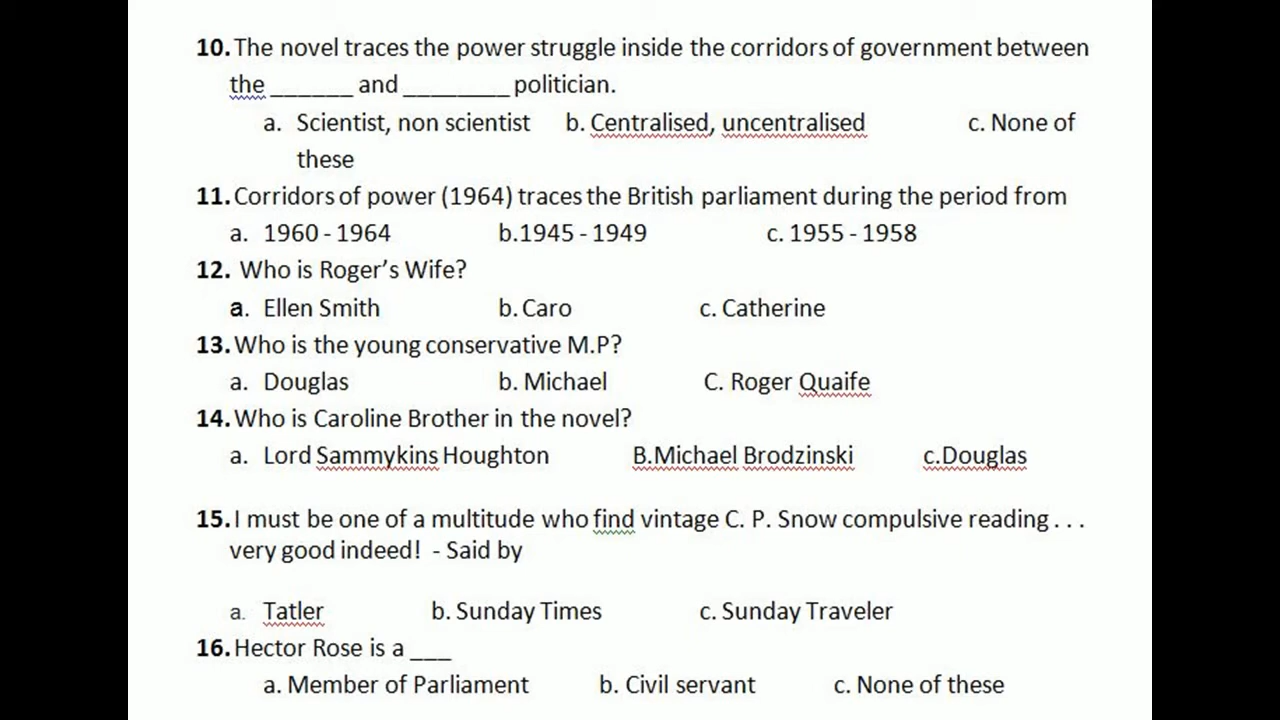 10. The novel traces the power struggle inside the corridors of government between
the ______ and ________ politician.
a. Scientist, non scientist b. Centralised, uncentralised c. None of
these
11. Corridors of power (1964) traces the British parliament during the period from
a. 1960 - 1964 b.1945 - 1949 c. 1955 - 1958
12. Who is Roger's Wife?
a. Ellen Smith b. Caro c. Catherine
13. Who is the young conservative M.P?
a. Douglas b. Michael C. Roger Quaife
14. Who is Caroline Brother in the novel?
a. Lord Sammykins Houghton B.Michael Brodzinski c.Douglas
15. I must be one of a multitude who find vintage C. P. Snow compulsive reading . . .
very good indeed! - Said by
a. Tatler b. Sunday Times c. Sunday Traveler
16. Hector Rose is a ___
a. Member of Parliament b. Civil servant c. None of these